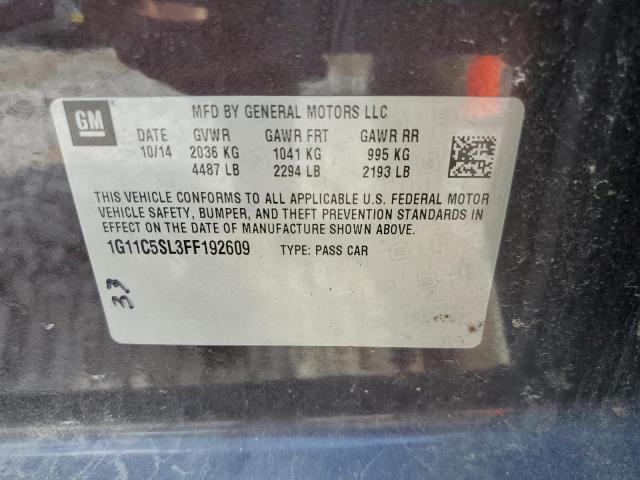 GM MFD BY GENERAL MOTORS LLC
DATE GVWR GAWR FRT GAWR RR
10/14 2036 KG 1041 KG 995 KG
4487 LB 2294 LB 2193 LB
THIS VEHICLE CONFORMS TO ALL APPLICABLE U.S. FEDERAL MOTOR
VEHICLE SAFETY, BUMPER, AND THEFT PREVENTION STANDARDS IN
EFFECT ON THE DATE OF MANUFACTURE SHOWN ABOVE.
1G11C5SL3FF192609 TYPE: PASS CAR
33